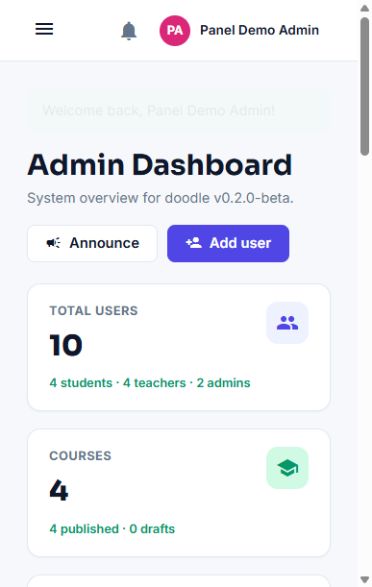 PA Panel Demo Admin
Welcome back, Panel Demo Admin!
Admin Dashboard
System overview for doodle v0.2.0-beta.
Announce Add user
TOTAL USERS
10
4 students · 4 teachers · 2 admins
COURSES
4
4 published · 0 drafts